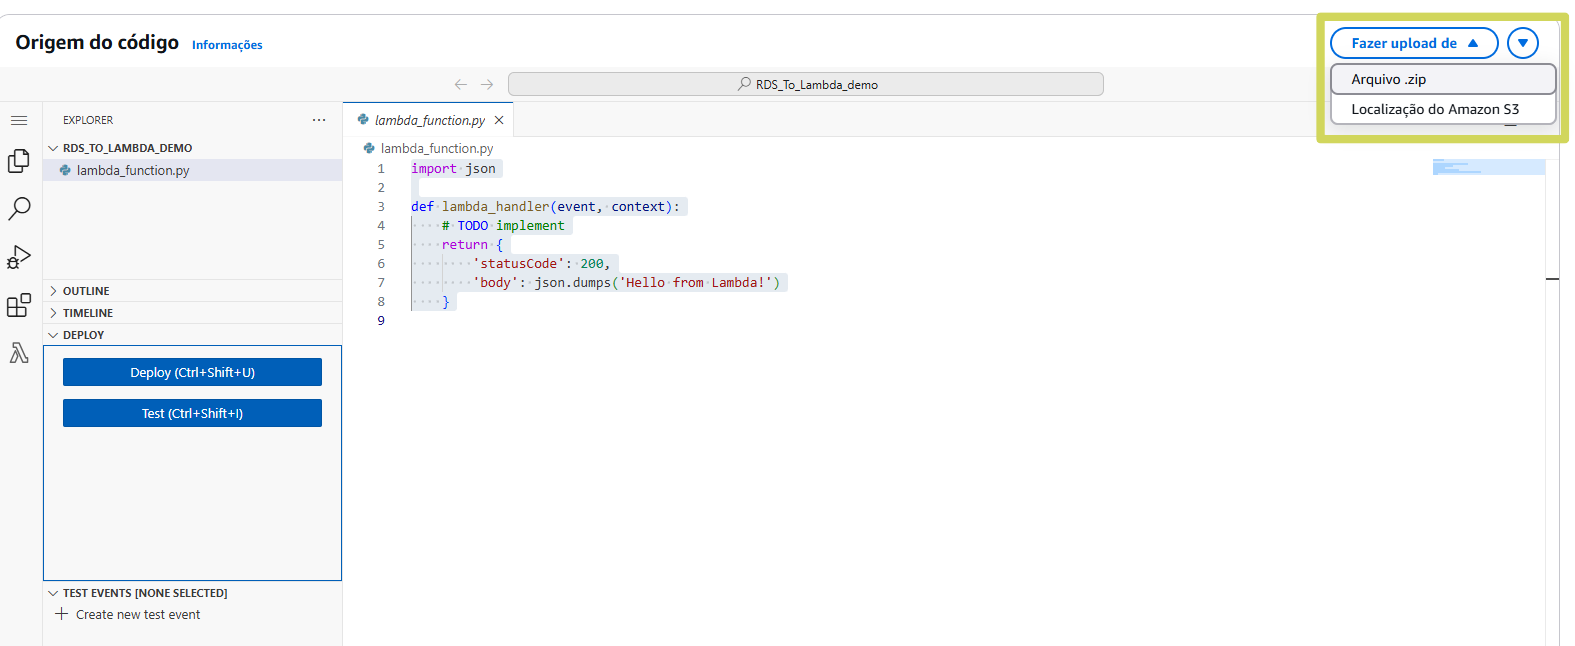 Origem do código Informações
Fazer upload de
Arquivo .zip
Localização do Amazon S3
RDS_To_Lambda_demo
EXPLORER
RDS_TO_LAMBDA_DEMO
lambda_function.py
OUTLINE
TIMELINE
DEPLOY
Deploy (Ctrl+Shift+U)
Test (Ctrl+Shift+I)
TEST EVENTS [NONE SELECTED]
Create new test event
lambda_function.py
lambda_function.py
1 import json
2
3 def lambda_handler(event, context):
4     # TODO implement
5     return {
6         'statusCode': 200,
7         'body': json.dumps('Hello from Lambda!')
8     }
9